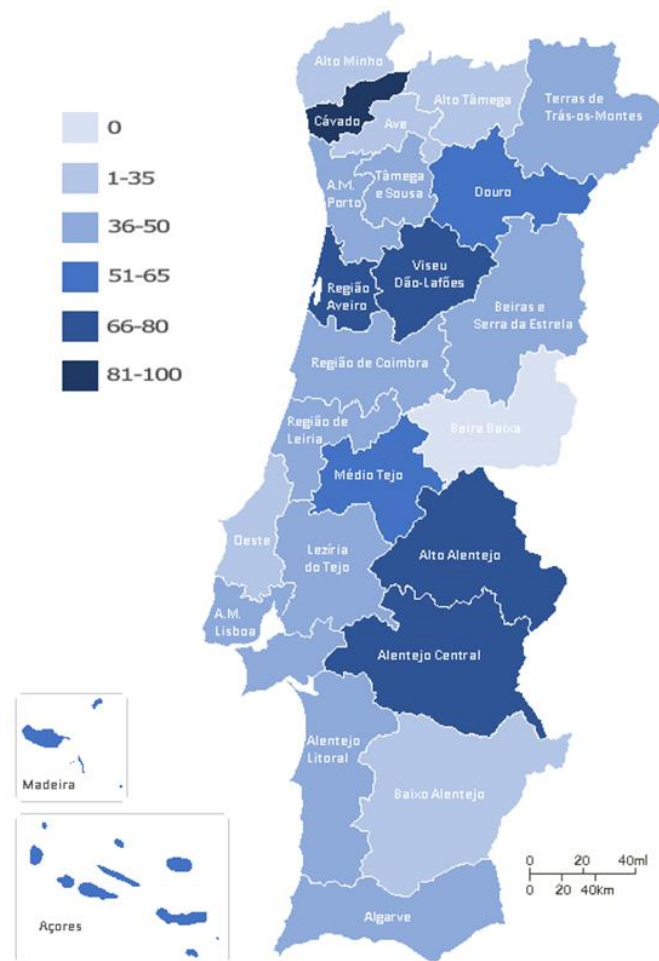 0
1-35
36-50
51-65
66-80
81-100
Alto Minho
Cávado
Ave
Alto Tâmega
Terras de
Trás-os-Montes
A.M.
Porto
Tâmega
e Sousa
Douro
Região
Aveiro
Viseu
Dão-Lafões
Beiras e
Serra da Estrela
Região de Coimbra
Região de
Leiria
Beira Baixa
Médio Tejo
Oeste
Lezíria
do Tejo
Alto Alentejo
A.M.
Lisboa
Alentejo Central
Alentejo
Litoral
Baixo Alentejo
Algarve
Madeira
Açores
0 20 40ml
0 20 40km